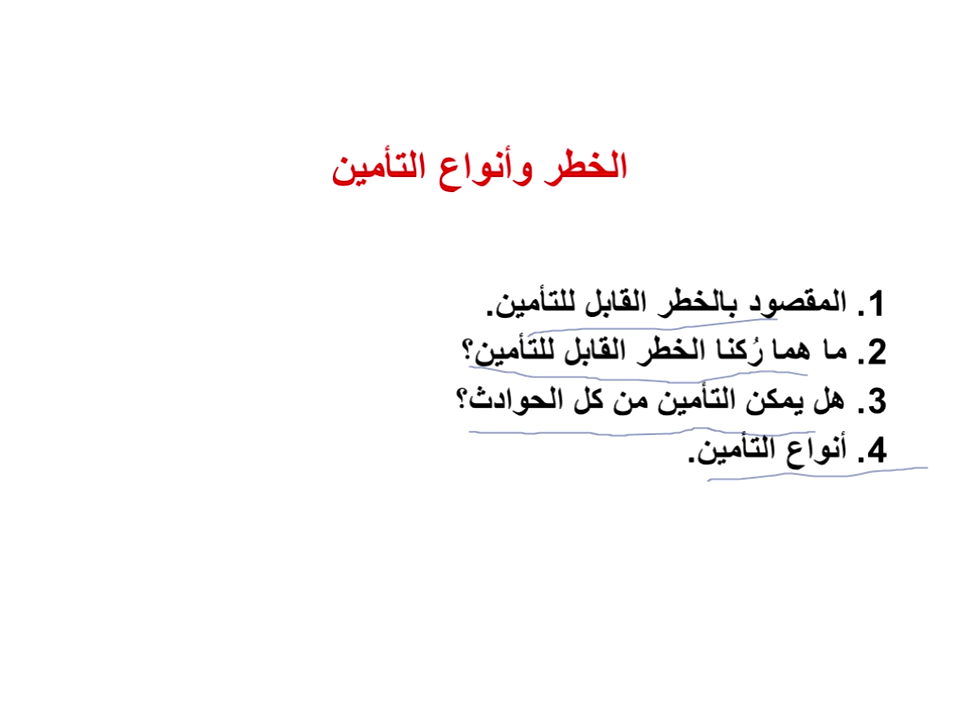 الخطر وأنواع التأمين
1. المقصود بالخطر القابل للتأمين.
2. ما هما رُكنا الخطر القابل للتأمين؟
3. هل يمكن التأمين من كل الحوادث؟
4. أنواع التأمين.